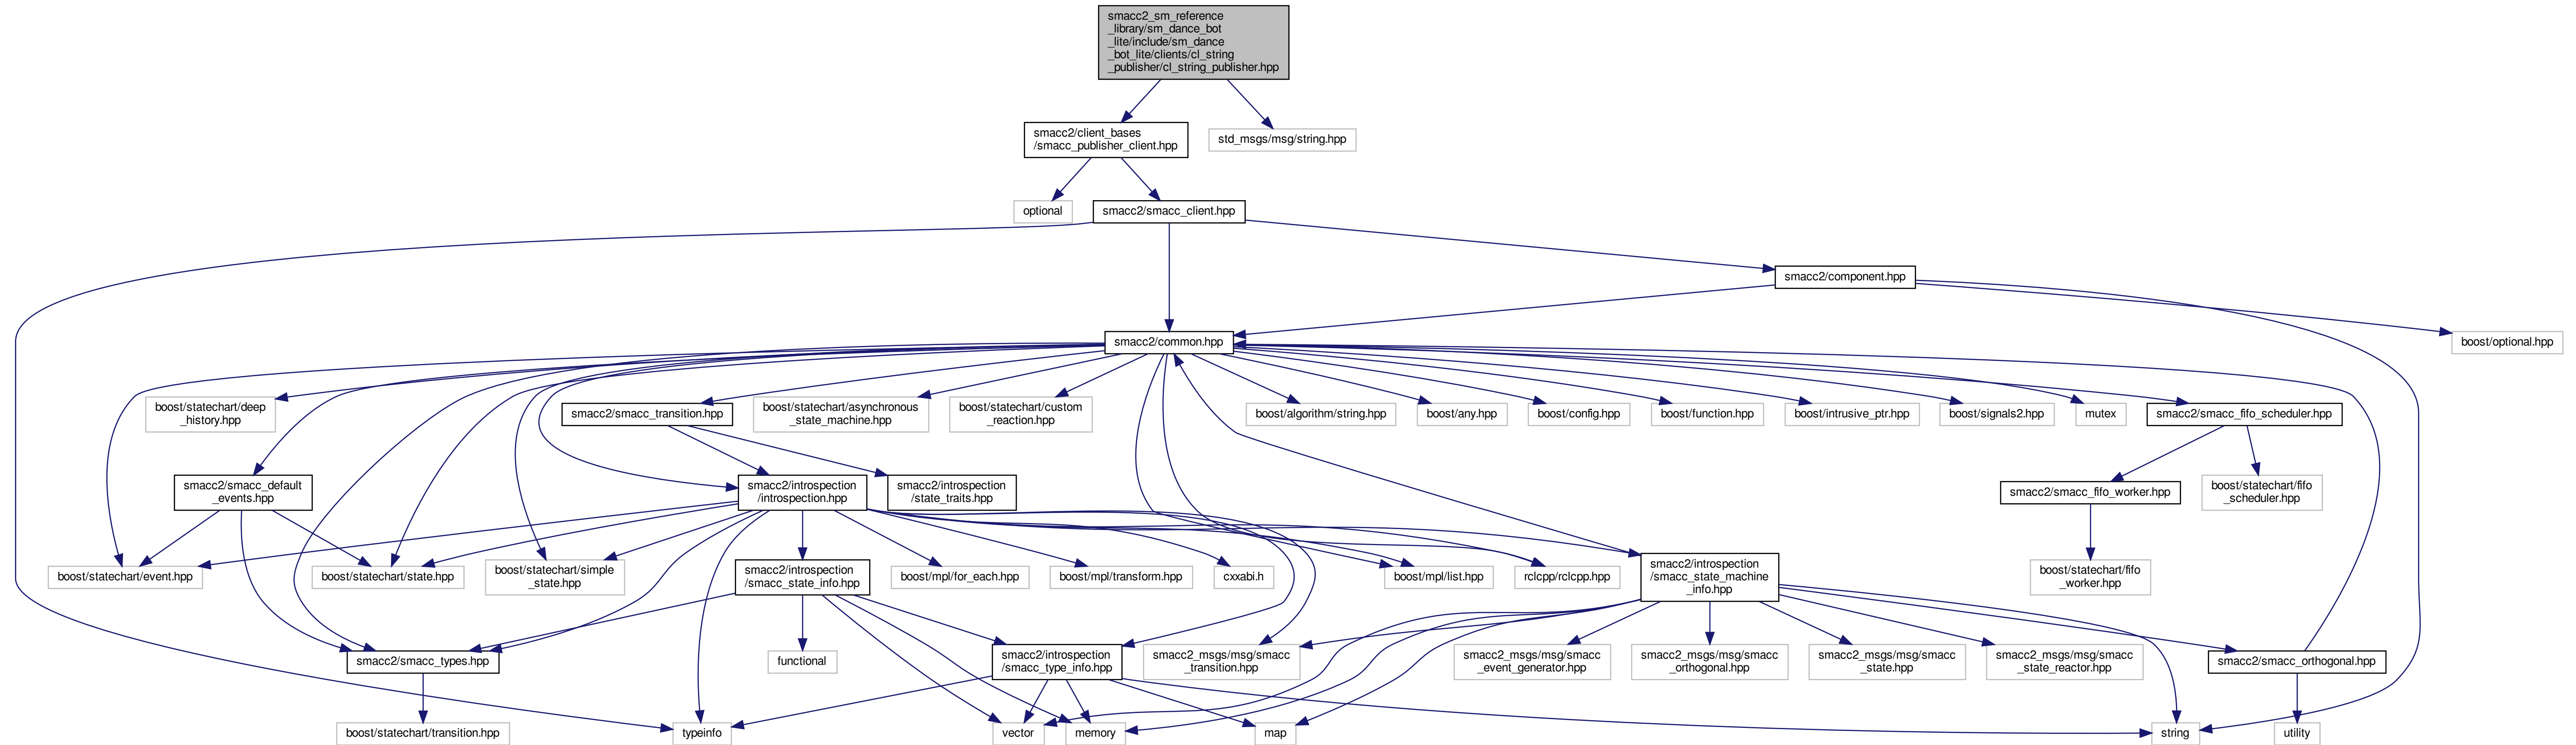 smacc2_sm_reference
_library/sm_dance_bot
_lite/include/sm_dance
_bot_lite/clients/cl_string
_publisher/cl_string_publisher.hpp
smacc2/client_bases
/smacc_publisher_client.hpp
std_msgs/msg/string.hpp
optional
smacc2/smacc_client.hpp
smacc2/component.hpp
smacc2/common.hpp
boost/optional.hpp
boost/statechart/deep
_history.hpp
smacc2/smacc_transition.hpp
boost/statechart/asynchronous
_state_machine.hpp
boost/statechart/custom
_reaction.hpp
boost/algorithm/string.hpp
boost/any.hpp
boost/config.hpp
boost/function.hpp
boost/intrusive_ptr.hpp
boost/signals2.hpp
mutex
smacc2/smacc_fifo_scheduler.hpp
smacc2/smacc_default
_events.hpp
smacc2/introspection
/introspection.hpp
smacc2/introspection
/state_traits.hpp
smacc2/smacc_fifo_worker.hpp
boost/statechart/fifo
_scheduler.hpp
boost/statechart/event.hpp
boost/statechart/state.hpp
boost/statechart/simple
_state.hpp
smacc2/introspection
/smacc_state_info.hpp
boost/mpl/for_each.hpp
boost/mpl/transform.hpp
cxxabi.h
boost/mpl/list.hpp
rclcpp/rclcpp.hpp
smacc2/introspection
/smacc_state_machine
_info.hpp
boost/statechart/fifo
_worker.hpp
smacc2/smacc_types.hpp
functional
smacc2/introspection
/smacc_type_info.hpp
smacc2_msgs/msg/smacc
_transition.hpp
smacc2_msgs/msg/smacc
_event_generator.hpp
smacc2_msgs/msg/smacc
_orthogonal.hpp
smacc2_msgs/msg/smacc
_state.hpp
smacc2_msgs/msg/smacc
_state_reactor.hpp
smacc2/smacc_orthogonal.hpp
boost/statechart/transition.hpp
typeinfo
vector
memory
map
string
utility